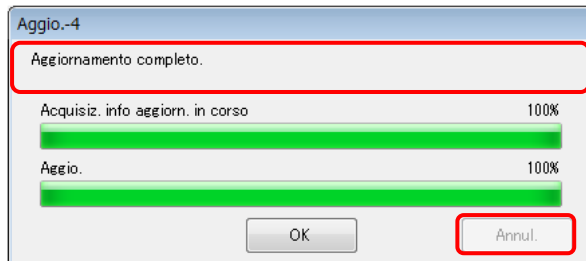 Aggio.-4
Aggiornamento completo.
Acquisiz. info aggiorn. in corso 100%
Aggio. 100%
OK Annul.